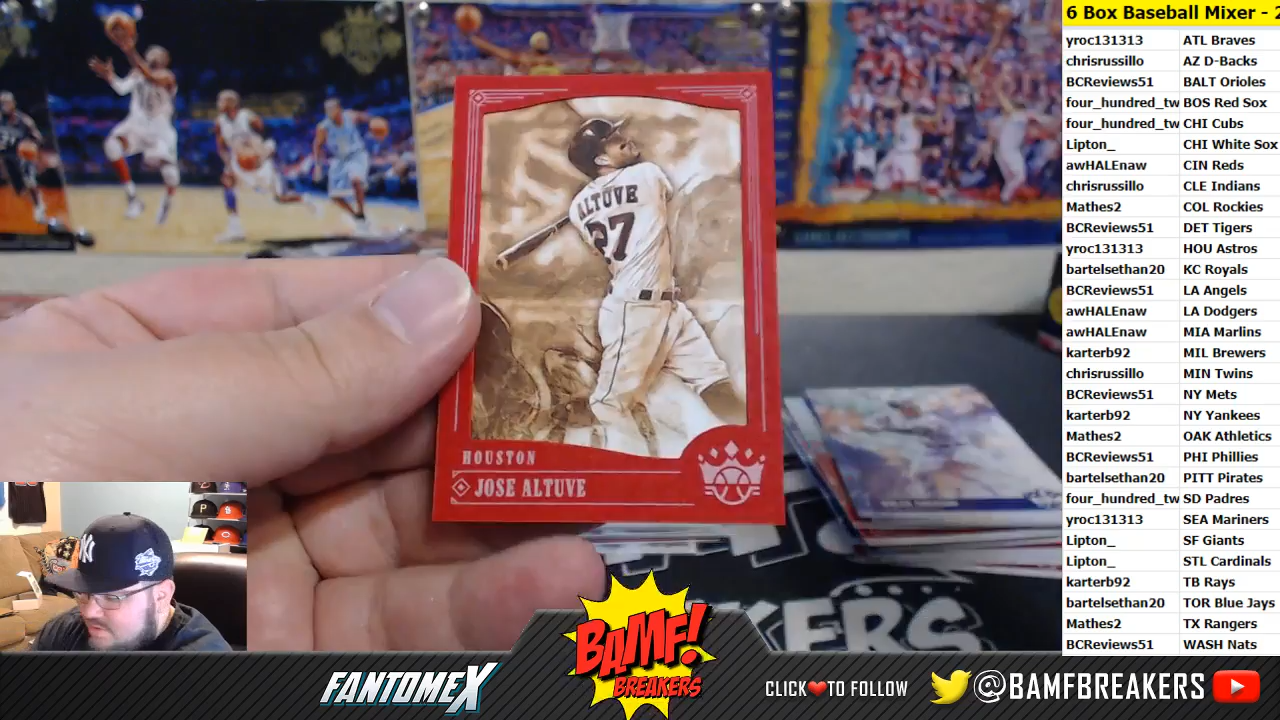 6 Box Baseball Mixer - 2
yroc131313 ATL Braves
chrisrussillo AZ D-Backs
BCReviews51 BALT Orioles
four_hundred_tw BOS Red Sox
four_hundred_tw CHI Cubs
Lipton_ CHI White Sox
awHALEnaw CIN Reds
chrisrussillo CLE Indians
Mathes2 COL Rockies
BCReviews51 DET Tigers
yroc131313 HOU Astros
bartelsethan20 KC Royals
BCReviews51 LA Angels
awHALEnaw LA Dodgers
awHALEnaw MIA Marlins
karterb92 MIL Brewers
chrisrussillo MIN Twins
BCReviews51 NY Mets
karterb92 NY Yankees
Mathes2 OAK Athletics
BCReviews51 PHI Phillies
bartelsethan20 PITT Pirates
four_hundred_tw SD Padres
yroc131313 SEA Mariners
Lipton_ SF Giants
Lipton_ STL Cardinals
karterb92 TB Rays
bartelsethan20 TOR Blue Jays
Mathes2 TX Rangers
BCReviews51 WASH Nats
ALTUVE
27
HOUSTON
JOSE ALTUVE
KERS
FANTOMEX
BAMF!
BREAKERS
CLICK TO FOLLOW
@BAMFBREAKERS